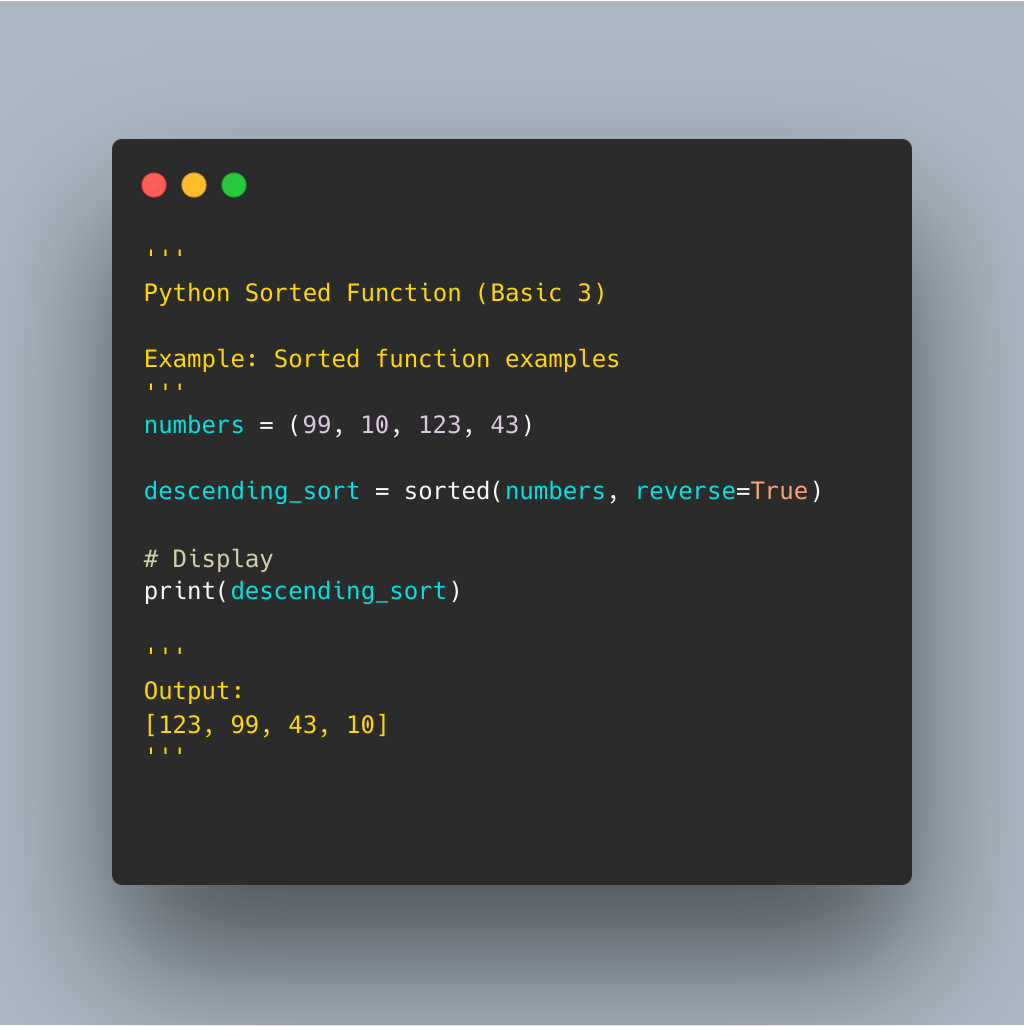 '''
Python Sorted Function (Basic 3)
Example: Sorted function examples
'''
numbers = (99, 10, 123, 43)
descending_sort = sorted(numbers, reverse=True)
# Display
print(descending_sort)
'''
Output:
[123, 99, 43, 10]
'''